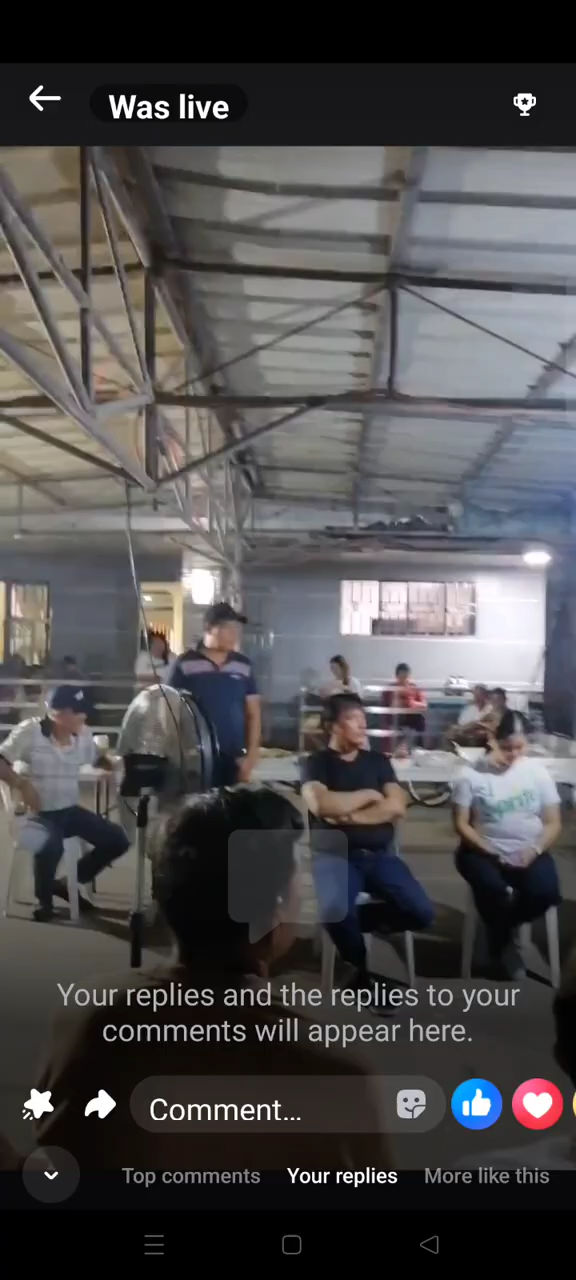 Was live
Your replies and the replies to your
comments will appear here.
Comment...
Top comments
Your replies
More like this